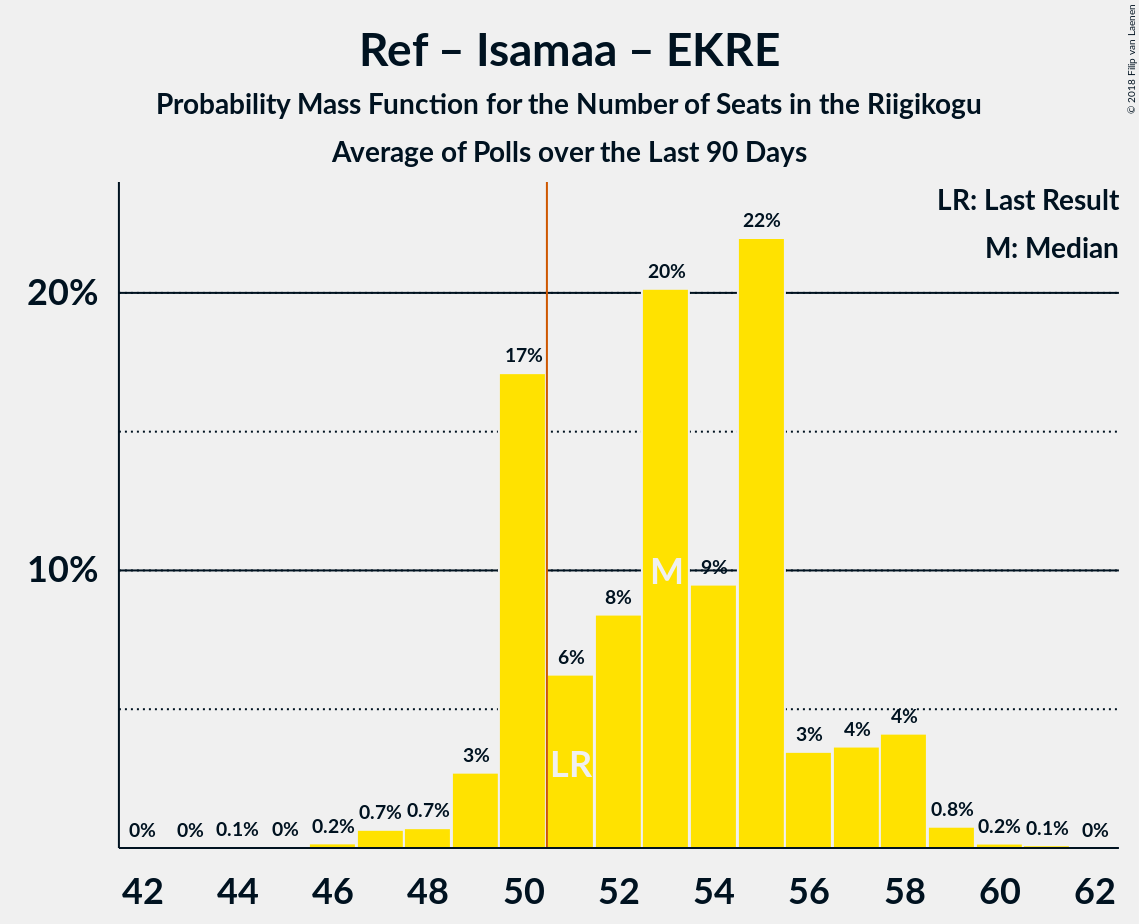 Ref – Isamaa – EKRE
Probability Mass Function for the Number of Seats in the Riigikogu
Average of Polls over the Last 90 Days
© 2018 Filip van Laenen
LR: Last Result
M: Median
20%
10%
0%
0%
0.1%
0%
0.2%
0.7%
0.7%
3%
17%
6%
8%
20%
9%
22%
3%
4%
4%
0.8%
0.2%
0.1%
0%
LR
M
42 44 46 48 50 52 54 56 58 60 62